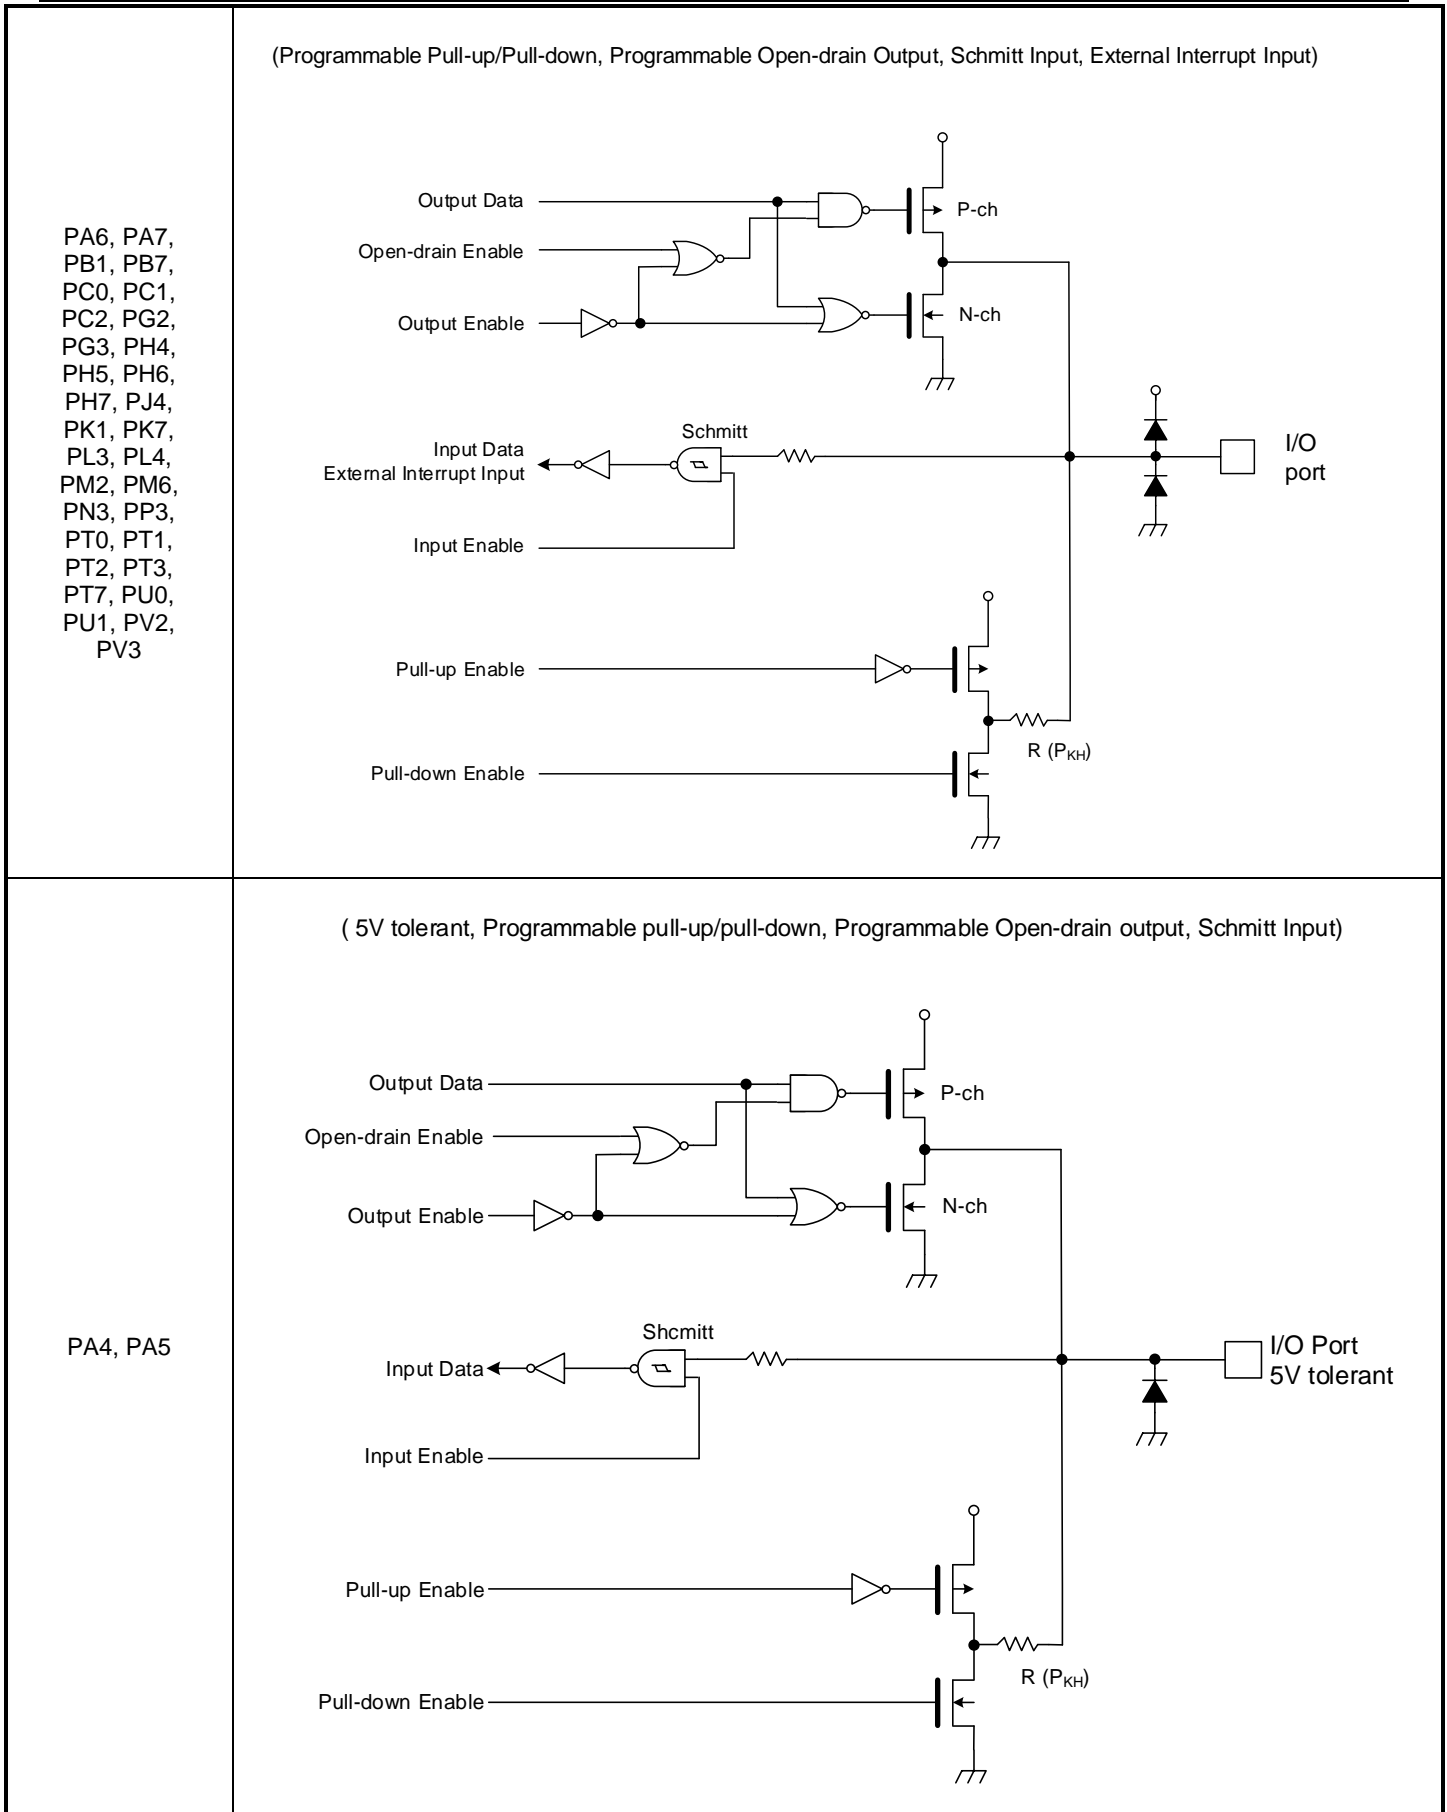 (Programmable Pull-up/Pull-down, Programmable Open-drain Output, Schmitt Input, External Interrupt Input)
PA6, PA7,
PB1, PB7,
PC0, PC1,
PC2, PG2,
PG3, PH4,
PH5, PH6,
PH7, PJ4,
PK1, PK7,
PL3, PL4,
PM2, PM6,
PN3, PP3,
PT0, PT1,
PT2, PT3,
PT7, PU0,
PU1, PV2,
PV3
Output Data
P-ch
Open-drain Enable
Output Enable
N-ch
Schmitt
Input Data
External Interrupt Input
I/O
port
Input Enable
Pull-up Enable
R (PKH)
Pull-down Enable
( 5V tolerant, Programmable pull-up/pull-down, Programmable Open-drain output, Schmitt Input)
PA4, PA5
Output Data
P-ch
Open-drain Enable
Output Enable
N-ch
Shcmitt
Input Data
I/O Port
5V tolerant
Input Enable
Pull-up Enable
R (PKH)
Pull-down Enable